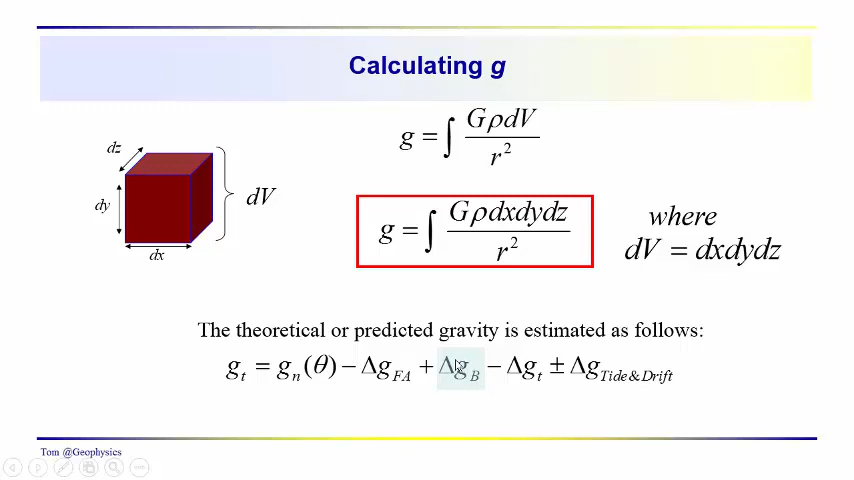 Calculating g
g = ∫ GρdV / r²
dz
dy
dV
dx
g = ∫ Gρdxdydz / r²
where
dV = dxdydz
The theoretical or predicted gravity is estimated as follows:
g_t = g_n(θ) − Δg_FA + Δg_B − Δg_t ± Δg_Tide&Drift
Tom @Geophysics